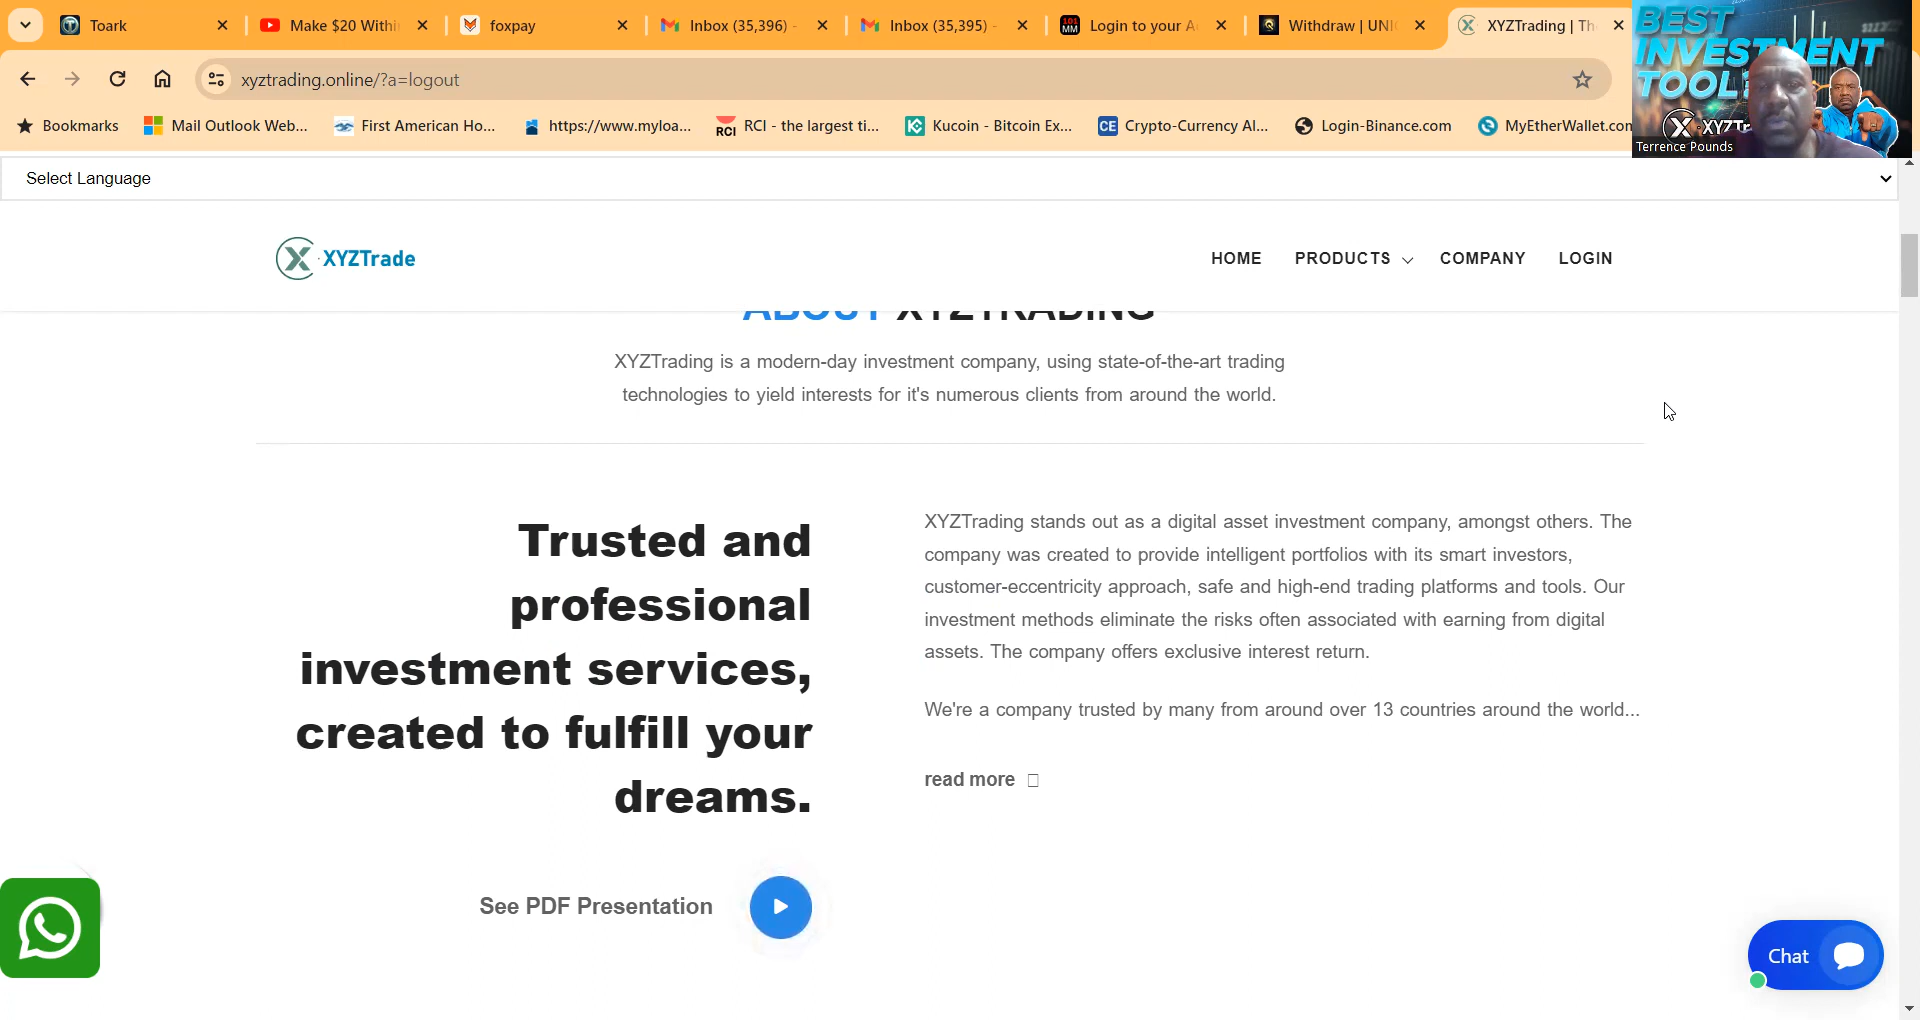 Toark
Make $20 Withi
foxpay
Inbox (35,396) -
Inbox (35,395) -
101
MM
Login to your A
Withdraw | UNI
XYZTrading | Th
xyztrading.online/?a=logout
Bookmarks
Mail Outlook Web...
First American Ho...
https://www.myloa...
RCI
RCI - the largest ti...
Kucoin - Bitcoin Ex...
CE
Crypto-Currency Al...
Login-Binance.com
MyEtherWallet.com
BEST
INVESTMENT
TOOL
XYZTr
Terrence Pounds
Select Language
XYZTrade
HOME
PRODUCTS
COMPANY
LOGIN
ABOUT XYZTRADING
XYZTrading is a modern-day investment company, using state-of-the-art trading
technologies to yield interests for it's numerous clients from around the world.
Trusted and
professional
investment services,
created to fulfill your
dreams.
See PDF Presentation
XYZTrading stands out as a digital asset investment company, amongst others. The
company was created to provide intelligent portfolios with its smart investors,
customer-eccentricity approach, safe and high-end trading platforms and tools. Our
investment methods eliminate the risks often associated with earning from digital
assets. The company offers exclusive interest return.
We're a company trusted by many from around over 13 countries around the world...
read more
Chat